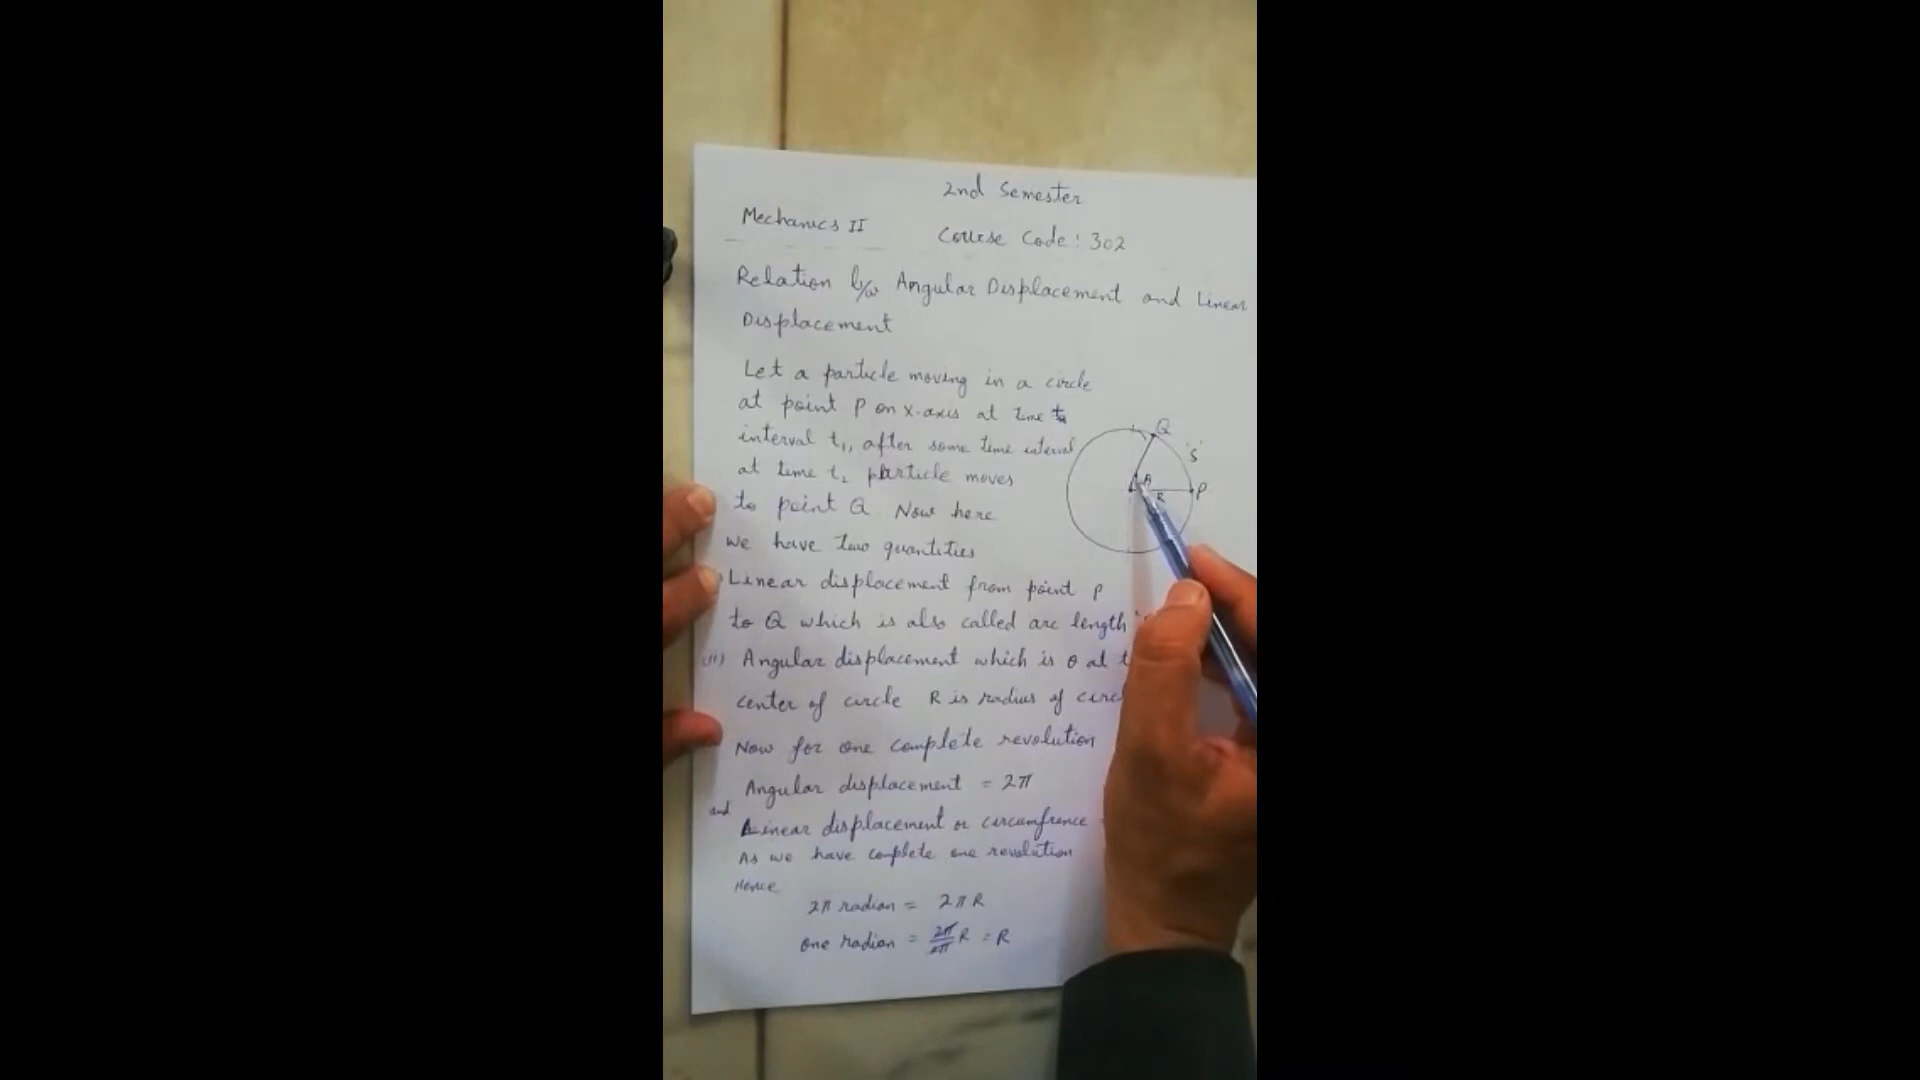 2nd Semester
Mechanics II
Course Code : 302
Relation b/w Angular Displacement and Linear
Displacement
Let a particle moving in a circle
at point P on x-axis at time
interval t₁, after some time interval
at time t₂ particle moves
to point Q. Now here
we have two quantities
Linear displacement from point P
to Q which is also called arc length
(ii) Angular displacement which is θ at
center of circle R is radius of
Now for one complete revolution
Angular displacement = 2π
and
Linear displacement or circumfrence
As we have complete one revolution
Hence
2π radian = 2πR
one radian = 2π/2π R = R
Q
'S'
P
R